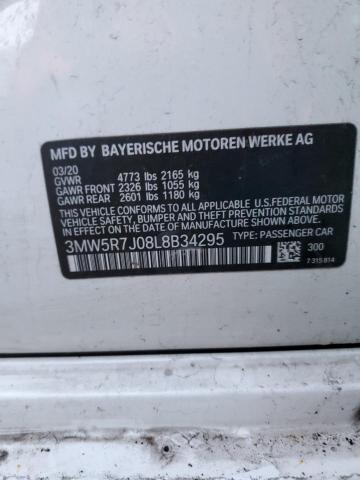 MFD BY BAYERISCHE MOTOREN WERKE AG
03/20
GVWR 4773 lbs 2165 kg
GAWR FRONT 2326 lbs 1055 kg
GAWR REAR 2601 lbs 1180 kg
THIS VEHICLE CONFORMS TO ALL APPLICABLE U.S.FEDERAL MOTOR
VEHICLE SAFETY, BUMPER, AND THEFT PREVENTION STANDARDS
IN EFFECT ON THE DATE OF MANUFACTURE SHOWN ABOVE.
3MW5R7J08L8B34295 TYPE: PASSENGER CAR
300
7 315 814